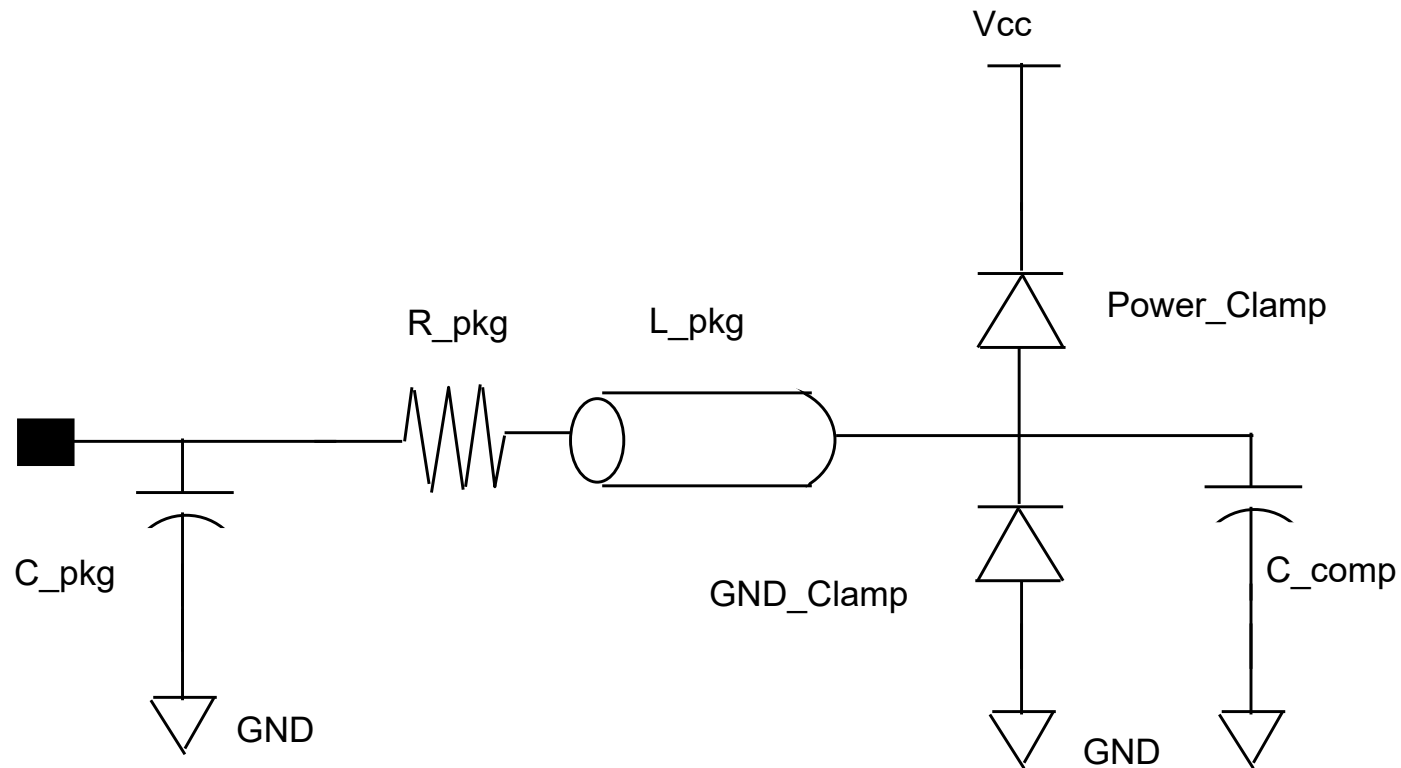 Vcc
Power_Clamp
R_pkg
L_pkg
C_pkg
GND_Clamp
C_comp
GND
GND